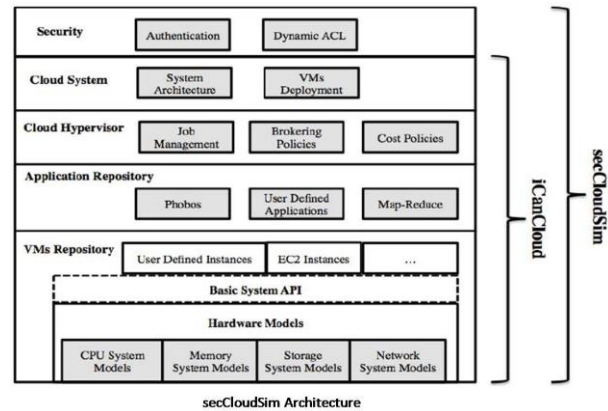 Security
Authentication
Dynamic ACL
Cloud System
System
Architecture
VMs
Deployment
Cloud Hypervisor
Job
Management
Brokering
Policies
Cost Policies
Application Repository
Phobos
User Defined
Applications
Map-Reduce
VMs Repository
User Defined Instances
EC2 Instances
...
Basic System API
Hardware Models
CPU System
Models
Memory
System Models
Storage
System Models
Network
System Models
iCanCloud
secCloudSim
secCloudSim Architecture